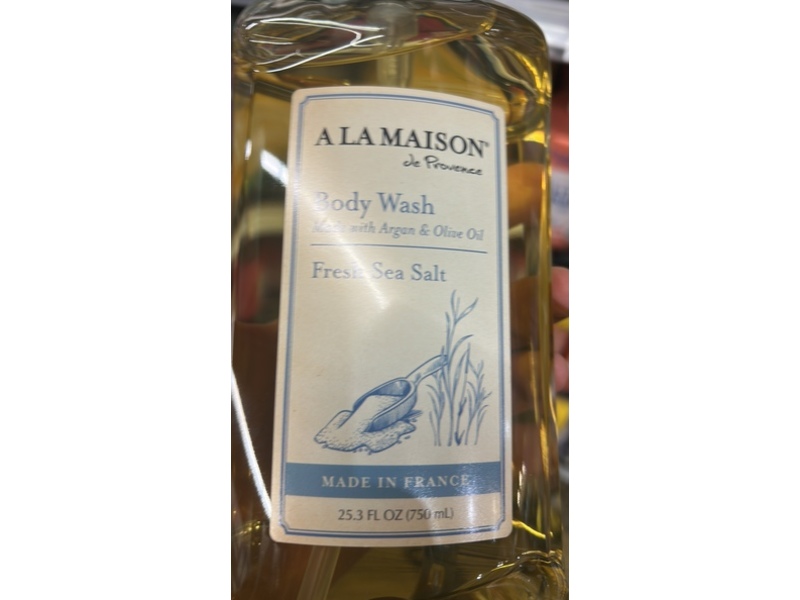 A LA MAISON®
de Provence
Body Wash
Made with Argan & Olive Oil
Fresh Sea Salt
MADE IN FRANCE
25.3 FL OZ (750 mL)